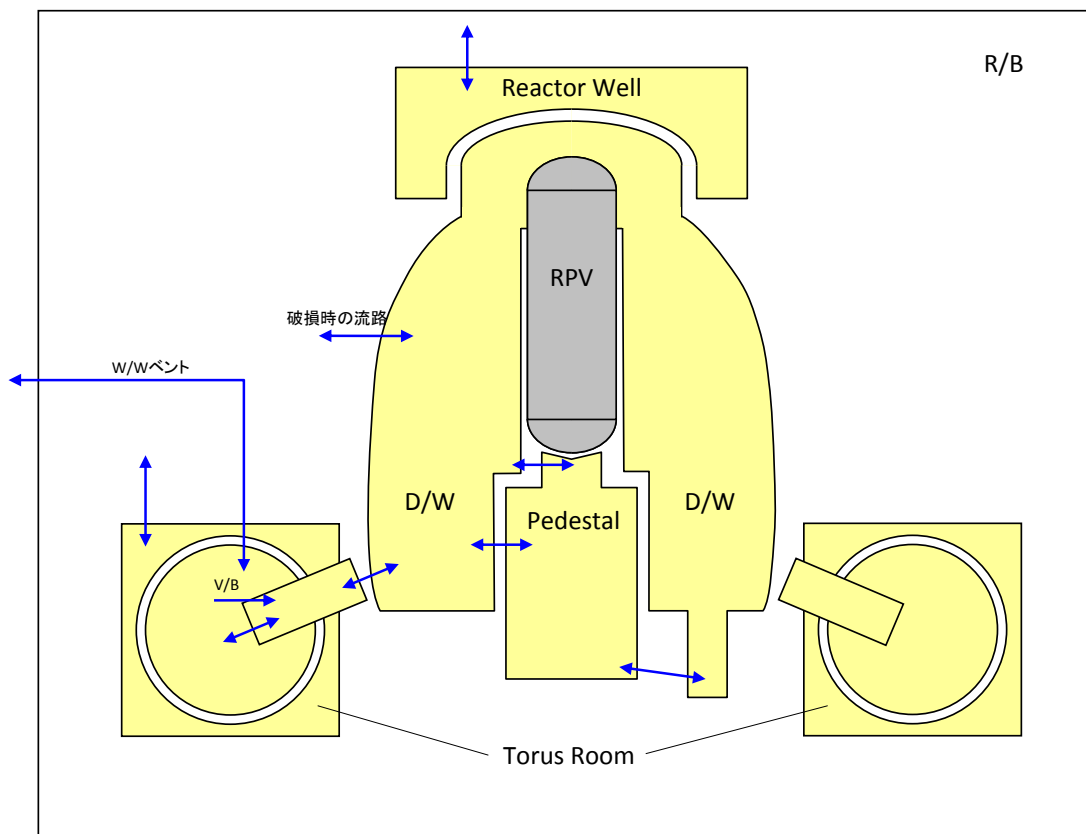 R/B
Reactor Well
RPV
破損時の流路
W/Wベント
D/W
D/W
Pedestal
V/B
Torus Room